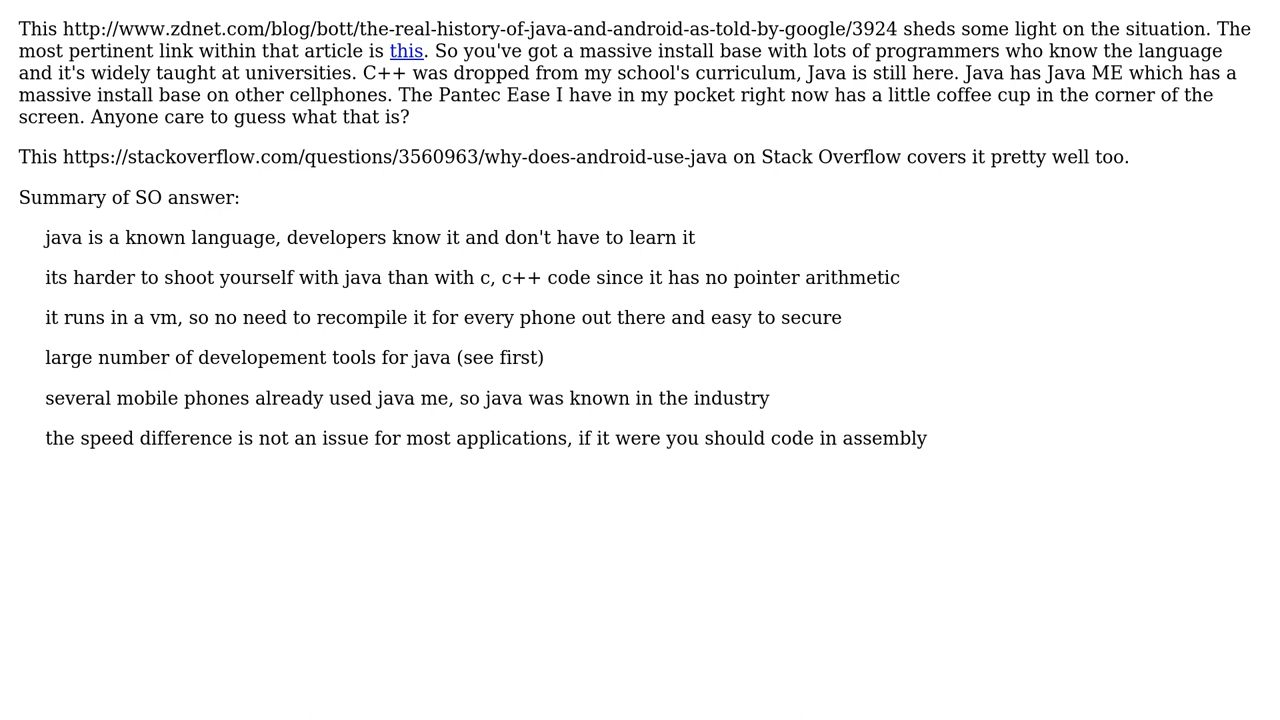 This http://www.zdnet.com/blog/bott/the-real-history-of-java-and-android-as-told-by-google/3924 sheds some light on the situation. The
most pertinent link within that article is this. So you've got a massive install base with lots of programmers who know the language
and it's widely taught at universities. C++ was dropped from my school's curriculum, Java is still here. Java has Java ME which has a
massive install base on other cellphones. The Pantec Ease I have in my pocket right now has a little coffee cup in the corner of the
screen. Anyone care to guess what that is?
This https://stackoverflow.com/questions/3560963/why-does-android-use-java on Stack Overflow covers it pretty well too.
Summary of SO answer:
java is a known language, developers know it and don't have to learn it
its harder to shoot yourself with java than with c, c++ code since it has no pointer arithmetic
it runs in a vm, so no need to recompile it for every phone out there and easy to secure
large number of developement tools for java (see first)
several mobile phones already used java me, so java was known in the industry
the speed difference is not an issue for most applications, if it were you should code in assembly